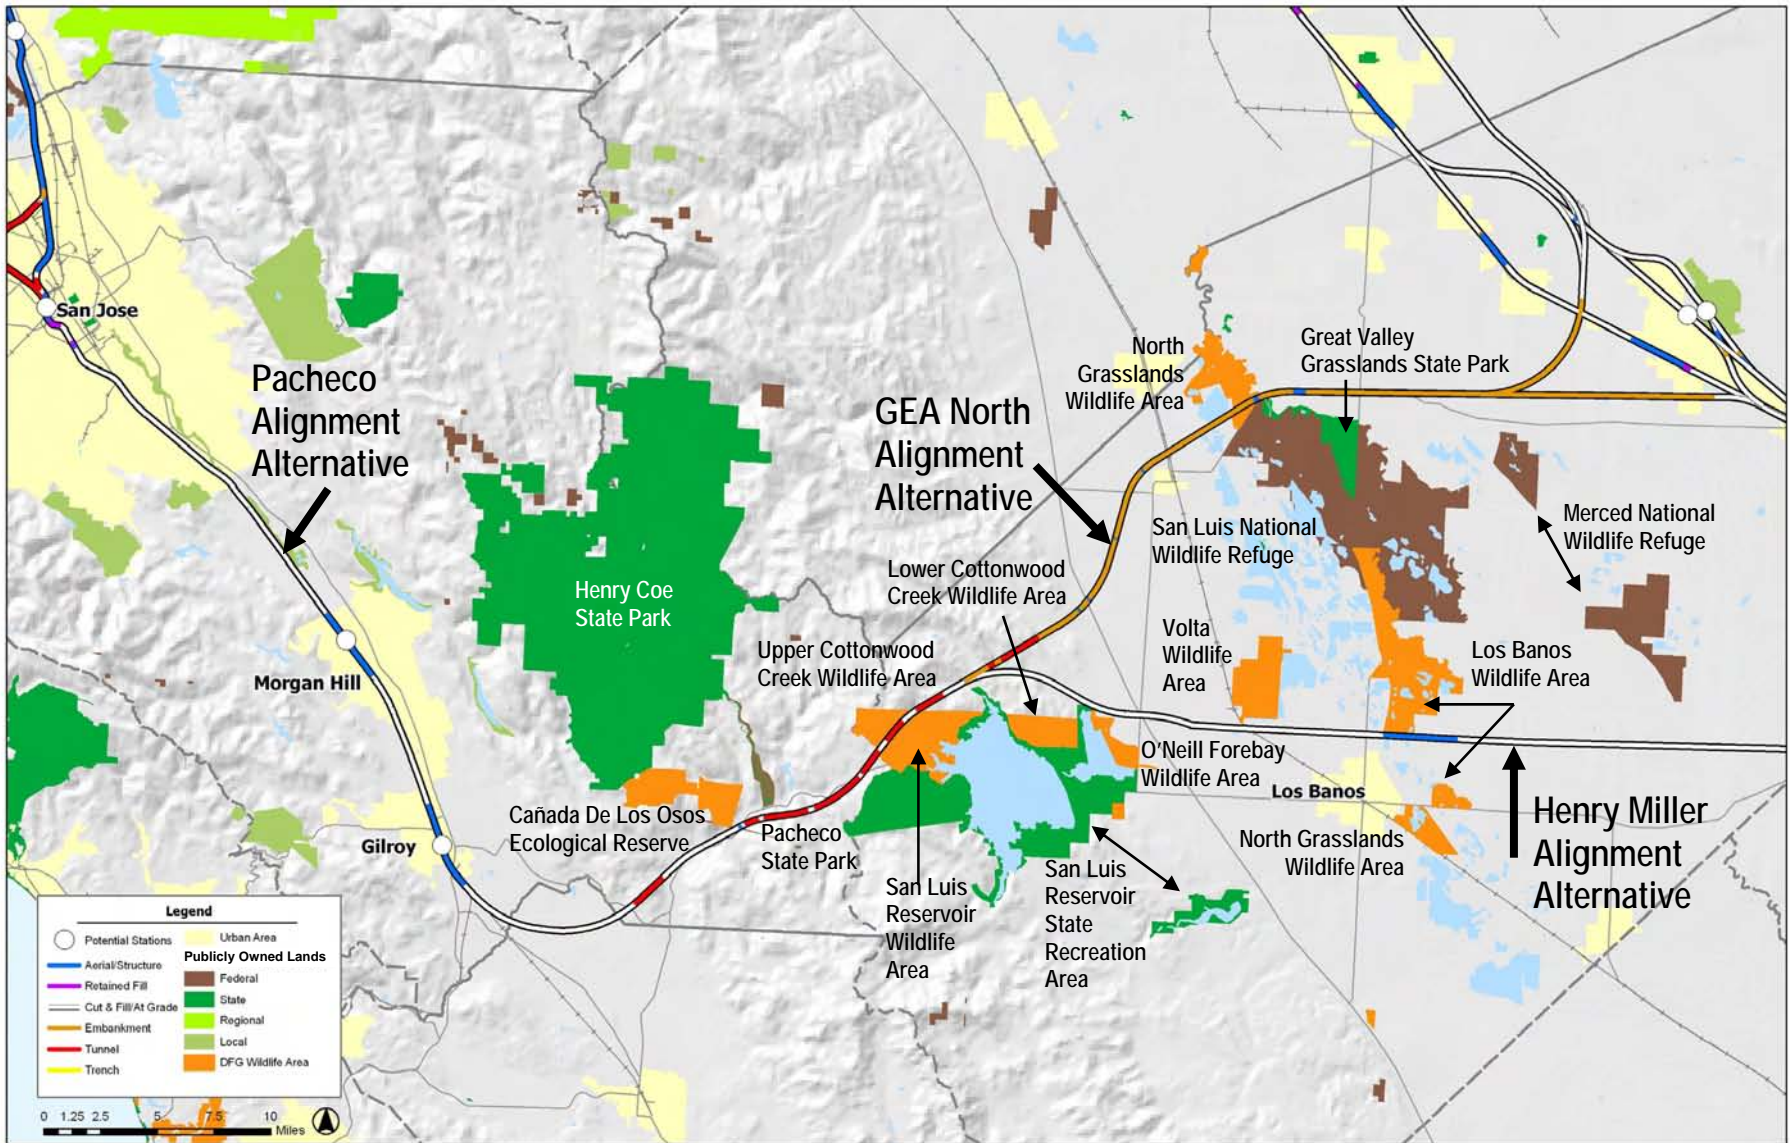 San Jose
Pacheco
Alignment
Alternative
Morgan Hill
Gilroy
Henry Coe
State Park
Cañada De Los Osos
Ecological Reserve
Pacheco
State Park
Upper Cottonwood
Creek Wildlife Area
Lower Cottonwood
Creek Wildlife Area
GEA North
Alignment
Alternative
North
Grasslands
Wildlife Area
Great Valley
Grasslands State Park
San Luis National
Wildlife Refuge
Merced National
Wildlife Refuge
Volta
Wildlife
Area
Los Banos
Wildlife Area
O'Neill Forebay
Wildlife Area
Los Banos
North Grasslands
Wildlife Area
Henry Miller
Alignment
Alternative
San Luis
Reservoir
Wildlife
Area
San Luis
Reservoir
State
Recreation
Area
Legend
Potential Stations
Aerial/Structure
Retained Fill
Cut & Fill/At Grade
Embankment
Tunnel
Trench
Urban Area
Publicly Owned Lands
Federal
State
Regional
Local
DFG Wildlife Area
0 1.25 2.5 5 7.5 10
Miles